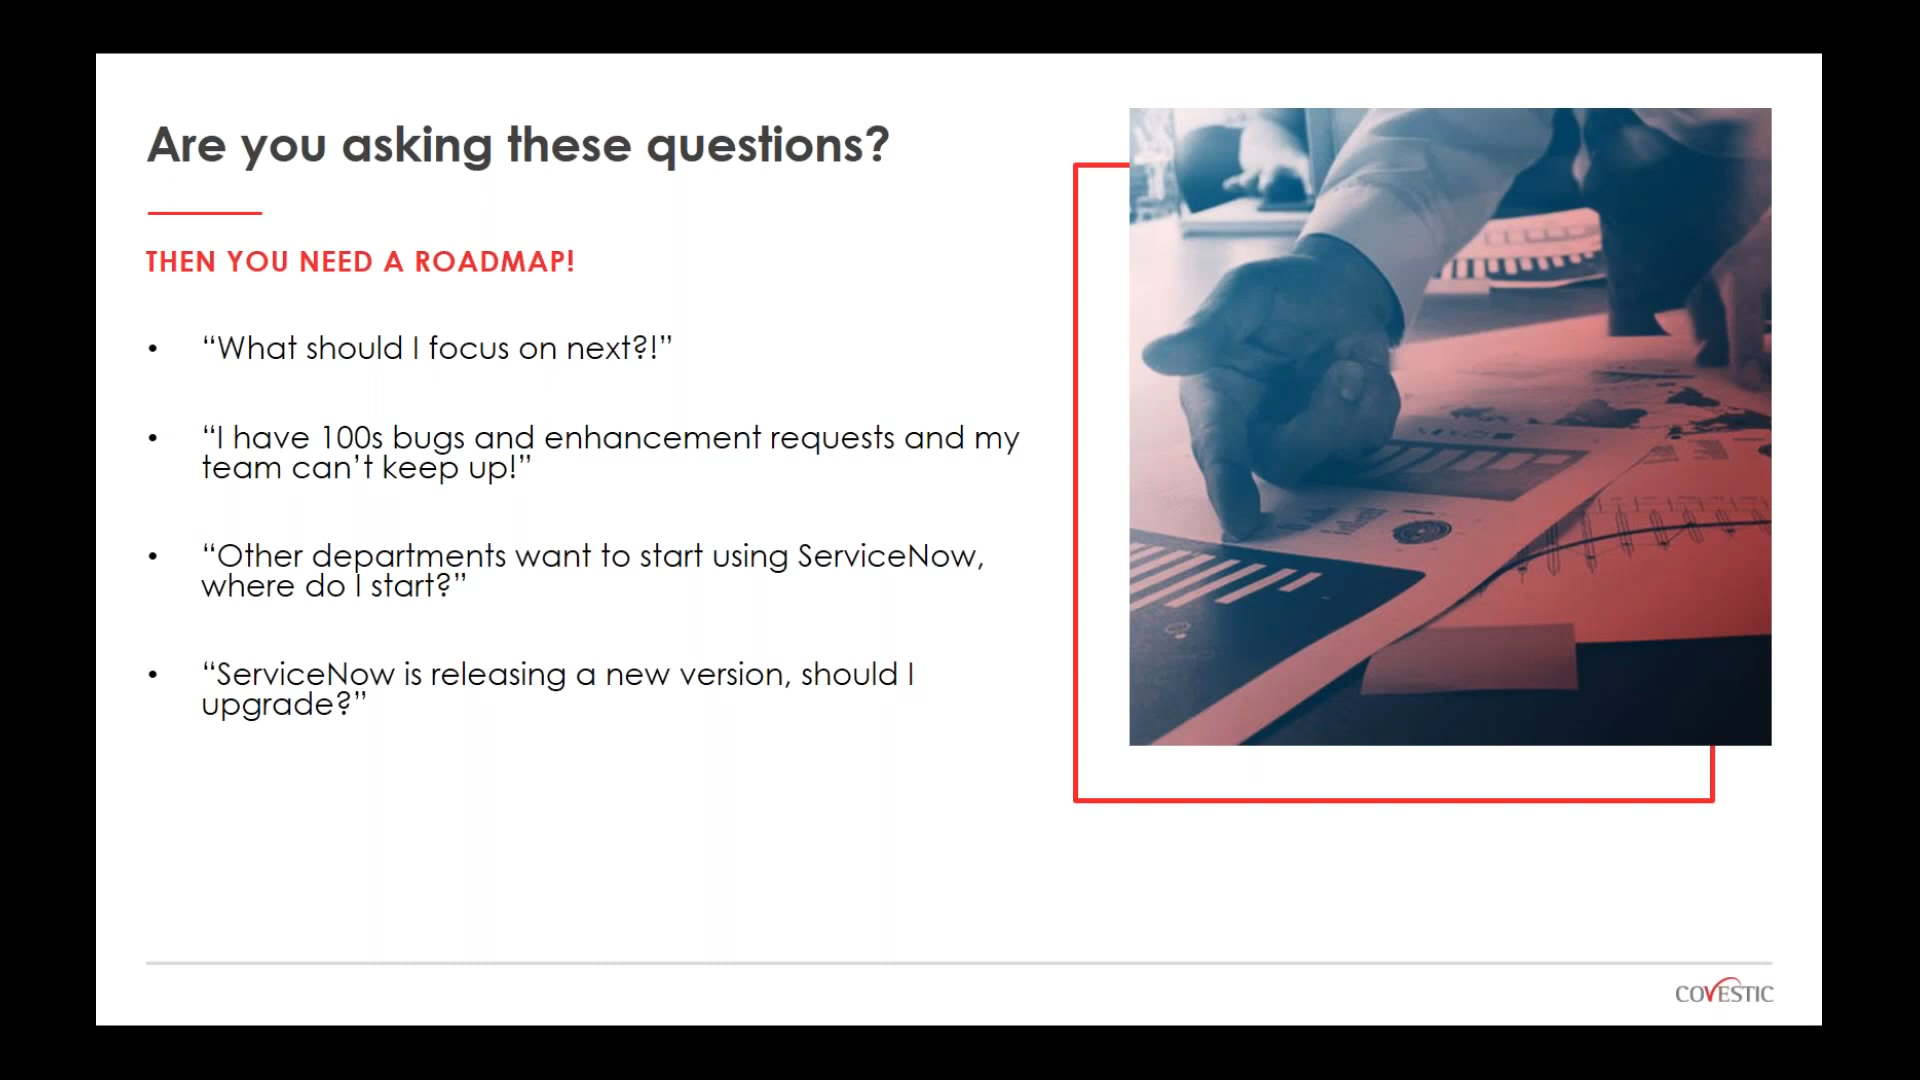 Are you asking these questions?
THEN YOU NEED A ROADMAP!
• “What should I focus on next?!”
• “I have 100s bugs and enhancement requests and my
team can’t keep up!”
• “Other departments want to start using ServiceNow,
where do I start?”
• “ServiceNow is releasing a new version, should I
upgrade?”
COVESTIC